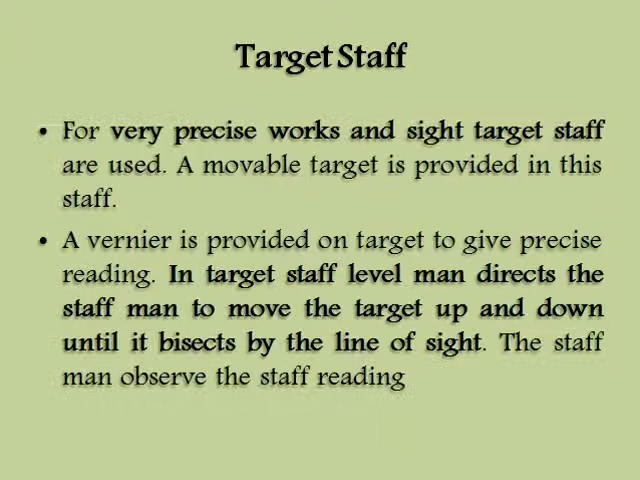 Target Staff
• For very precise works and sight target staff
are used. A movable target is provided in this
staff.
• A vernier is provided on target to give precise
reading. In target staff level man directs the
staff man to move the target up and down
until it bisects by the line of sight. The staff
man observe the staff reading